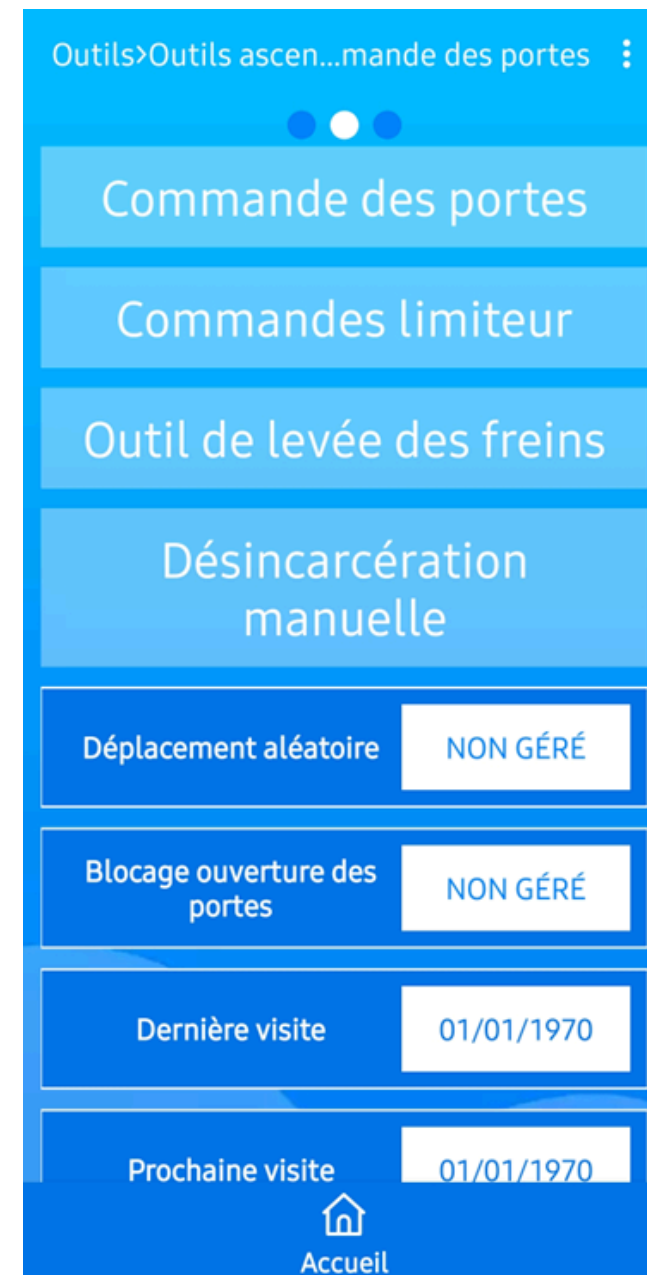 Outils>Outils ascen...mande des portes
Commande des portes
Commandes limiteur
Outil de levée des freins
Désincarcération
manuelle
Déplacement aléatoire NON GÉRÉ
Blocage ouverture des
portes NON GÉRÉ
Dernière visite 01/01/1970
Prochaine visite 01/01/1970
Accueil